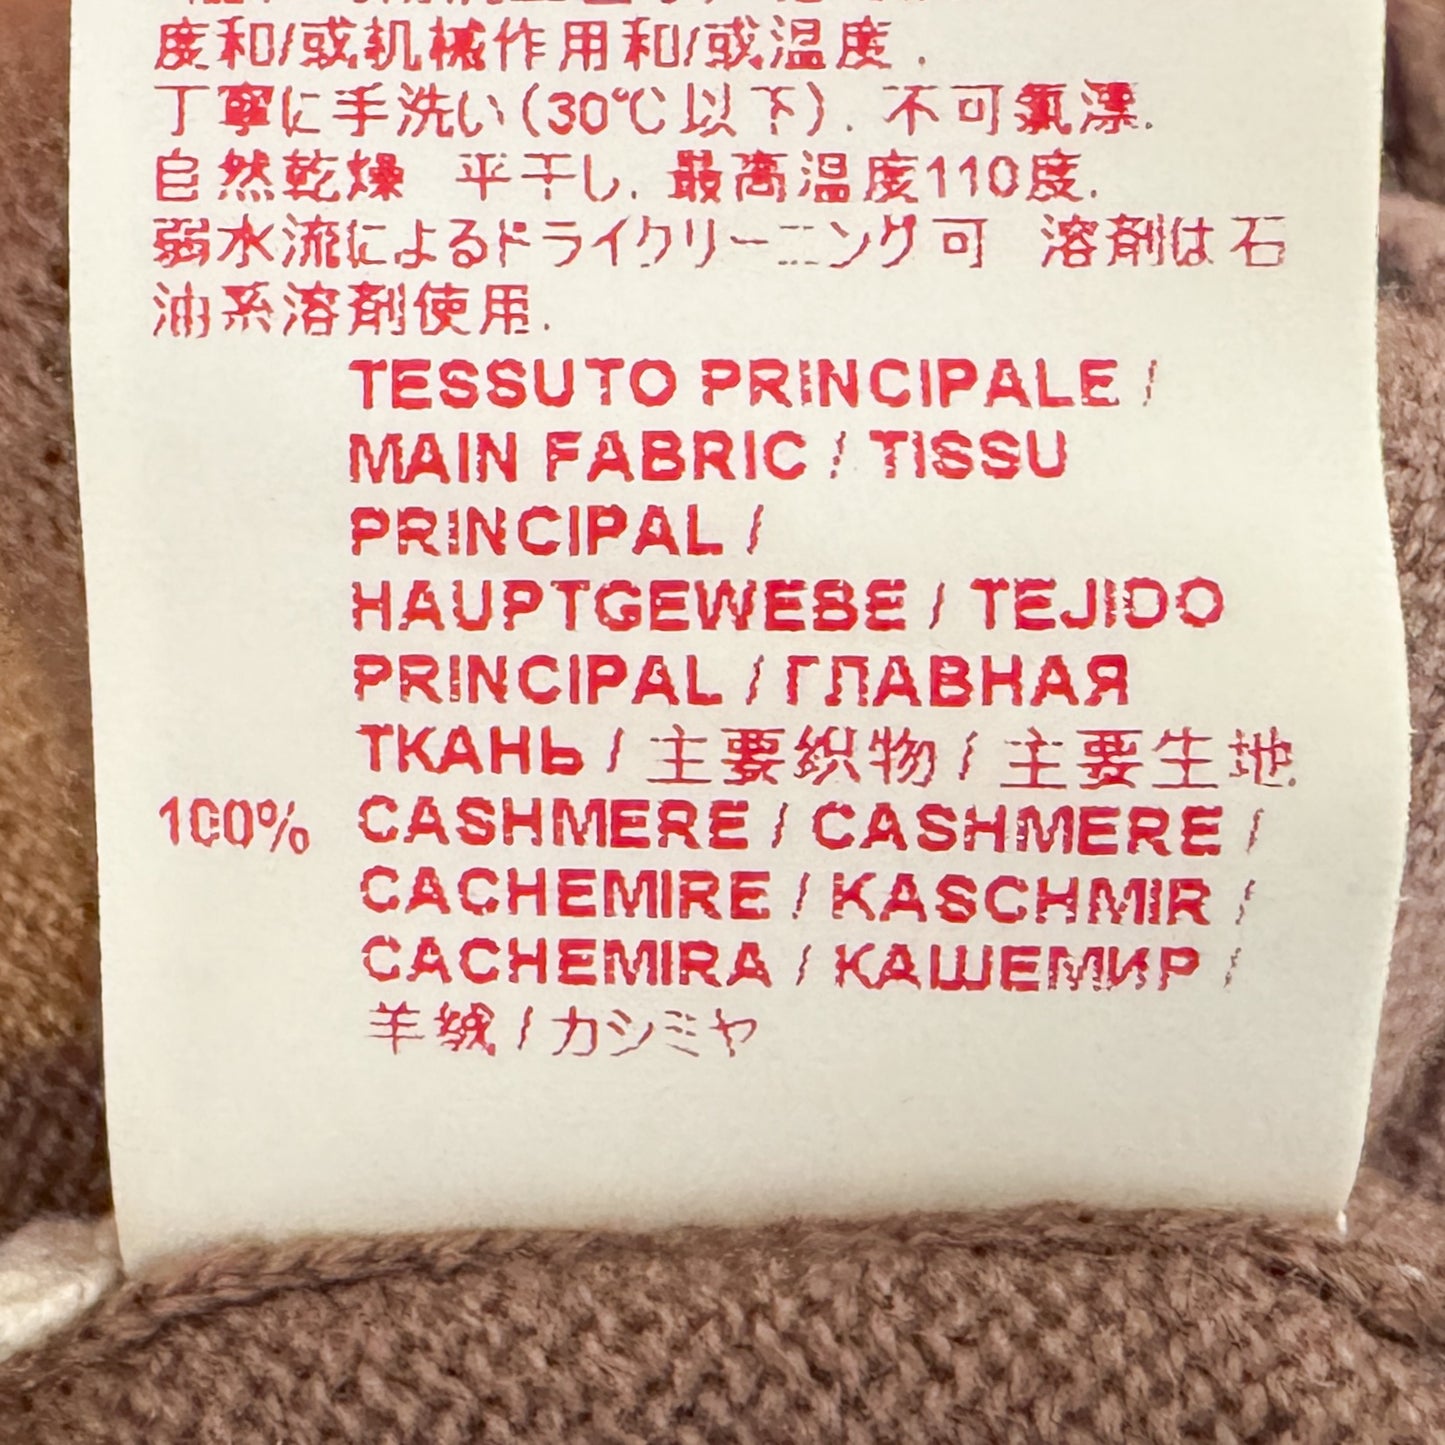 度和/或机械作用和/或温度.
丁寧に手洗い(30℃以下). 不可氯漂.
自然乾燥 平干し. 最高温度110度.
弱水流によるドライクリーニング可 溶剤は石
油系溶剤使用.
TESSUTO PRINCIPALE /
MAIN FABRIC / TISSU
PRINCIPAL /
HAUPTGEWEBE / TEJIDO
PRINCIPAL / ГЛАВНАЯ
ТКАНЬ / 主要織物 / 主要生地
100% CASHMERE / CASHMERE /
CACHEMIRE / KASCHMIR /
CACHEMIRA / КАШЕМИР /
羊绒 / カシミヤ